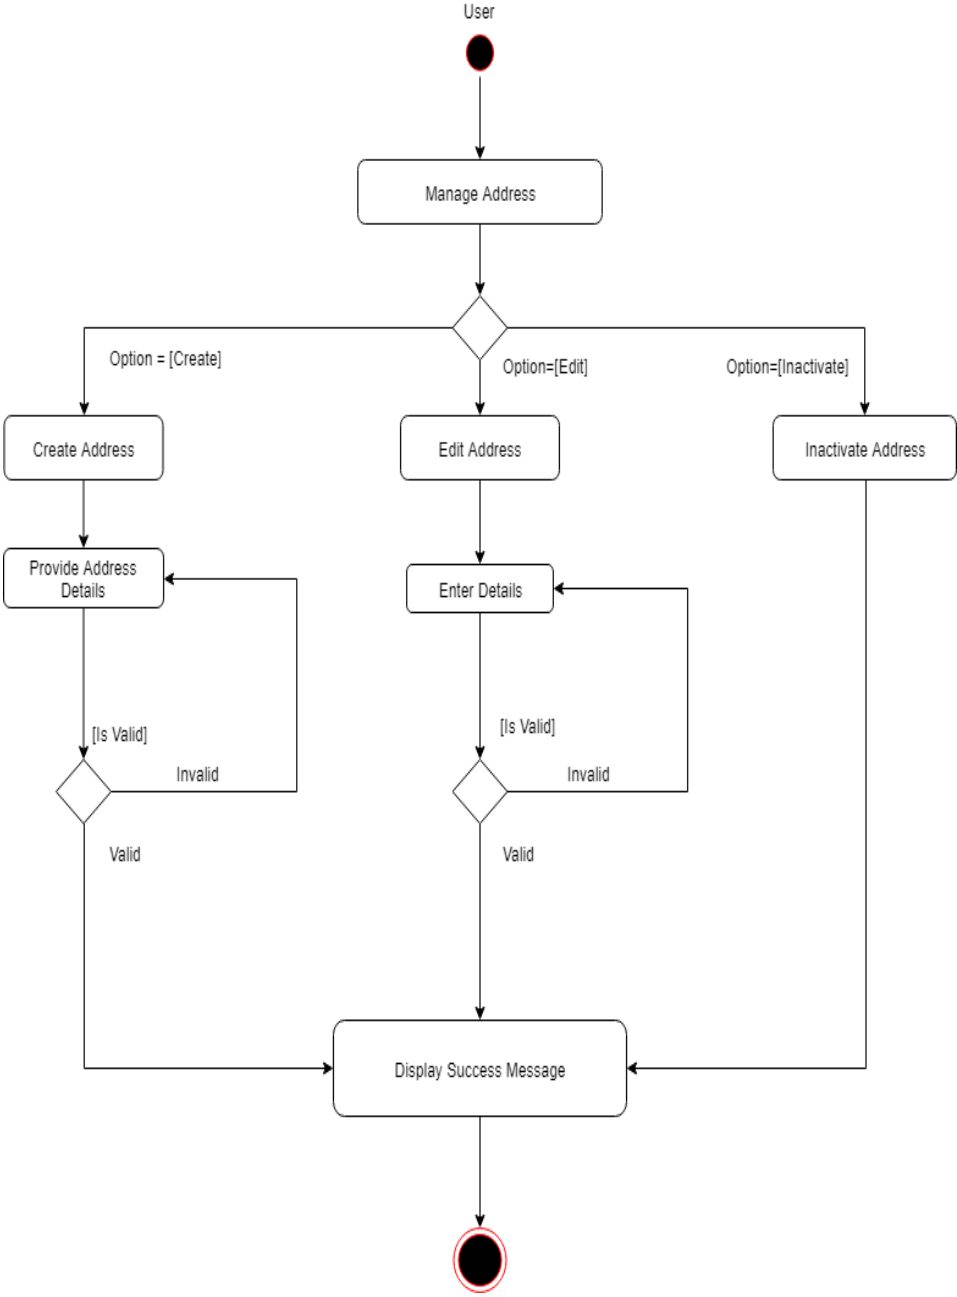 User
Manage Address
Option = [Create]
Option=[Edit]
Option=[Inactivate]
Create Address
Edit Address
Inactivate Address
Provide Address
Details
Enter Details
[Is Valid]
[Is Valid]
Invalid
Invalid
Valid
Valid
Display Success Message